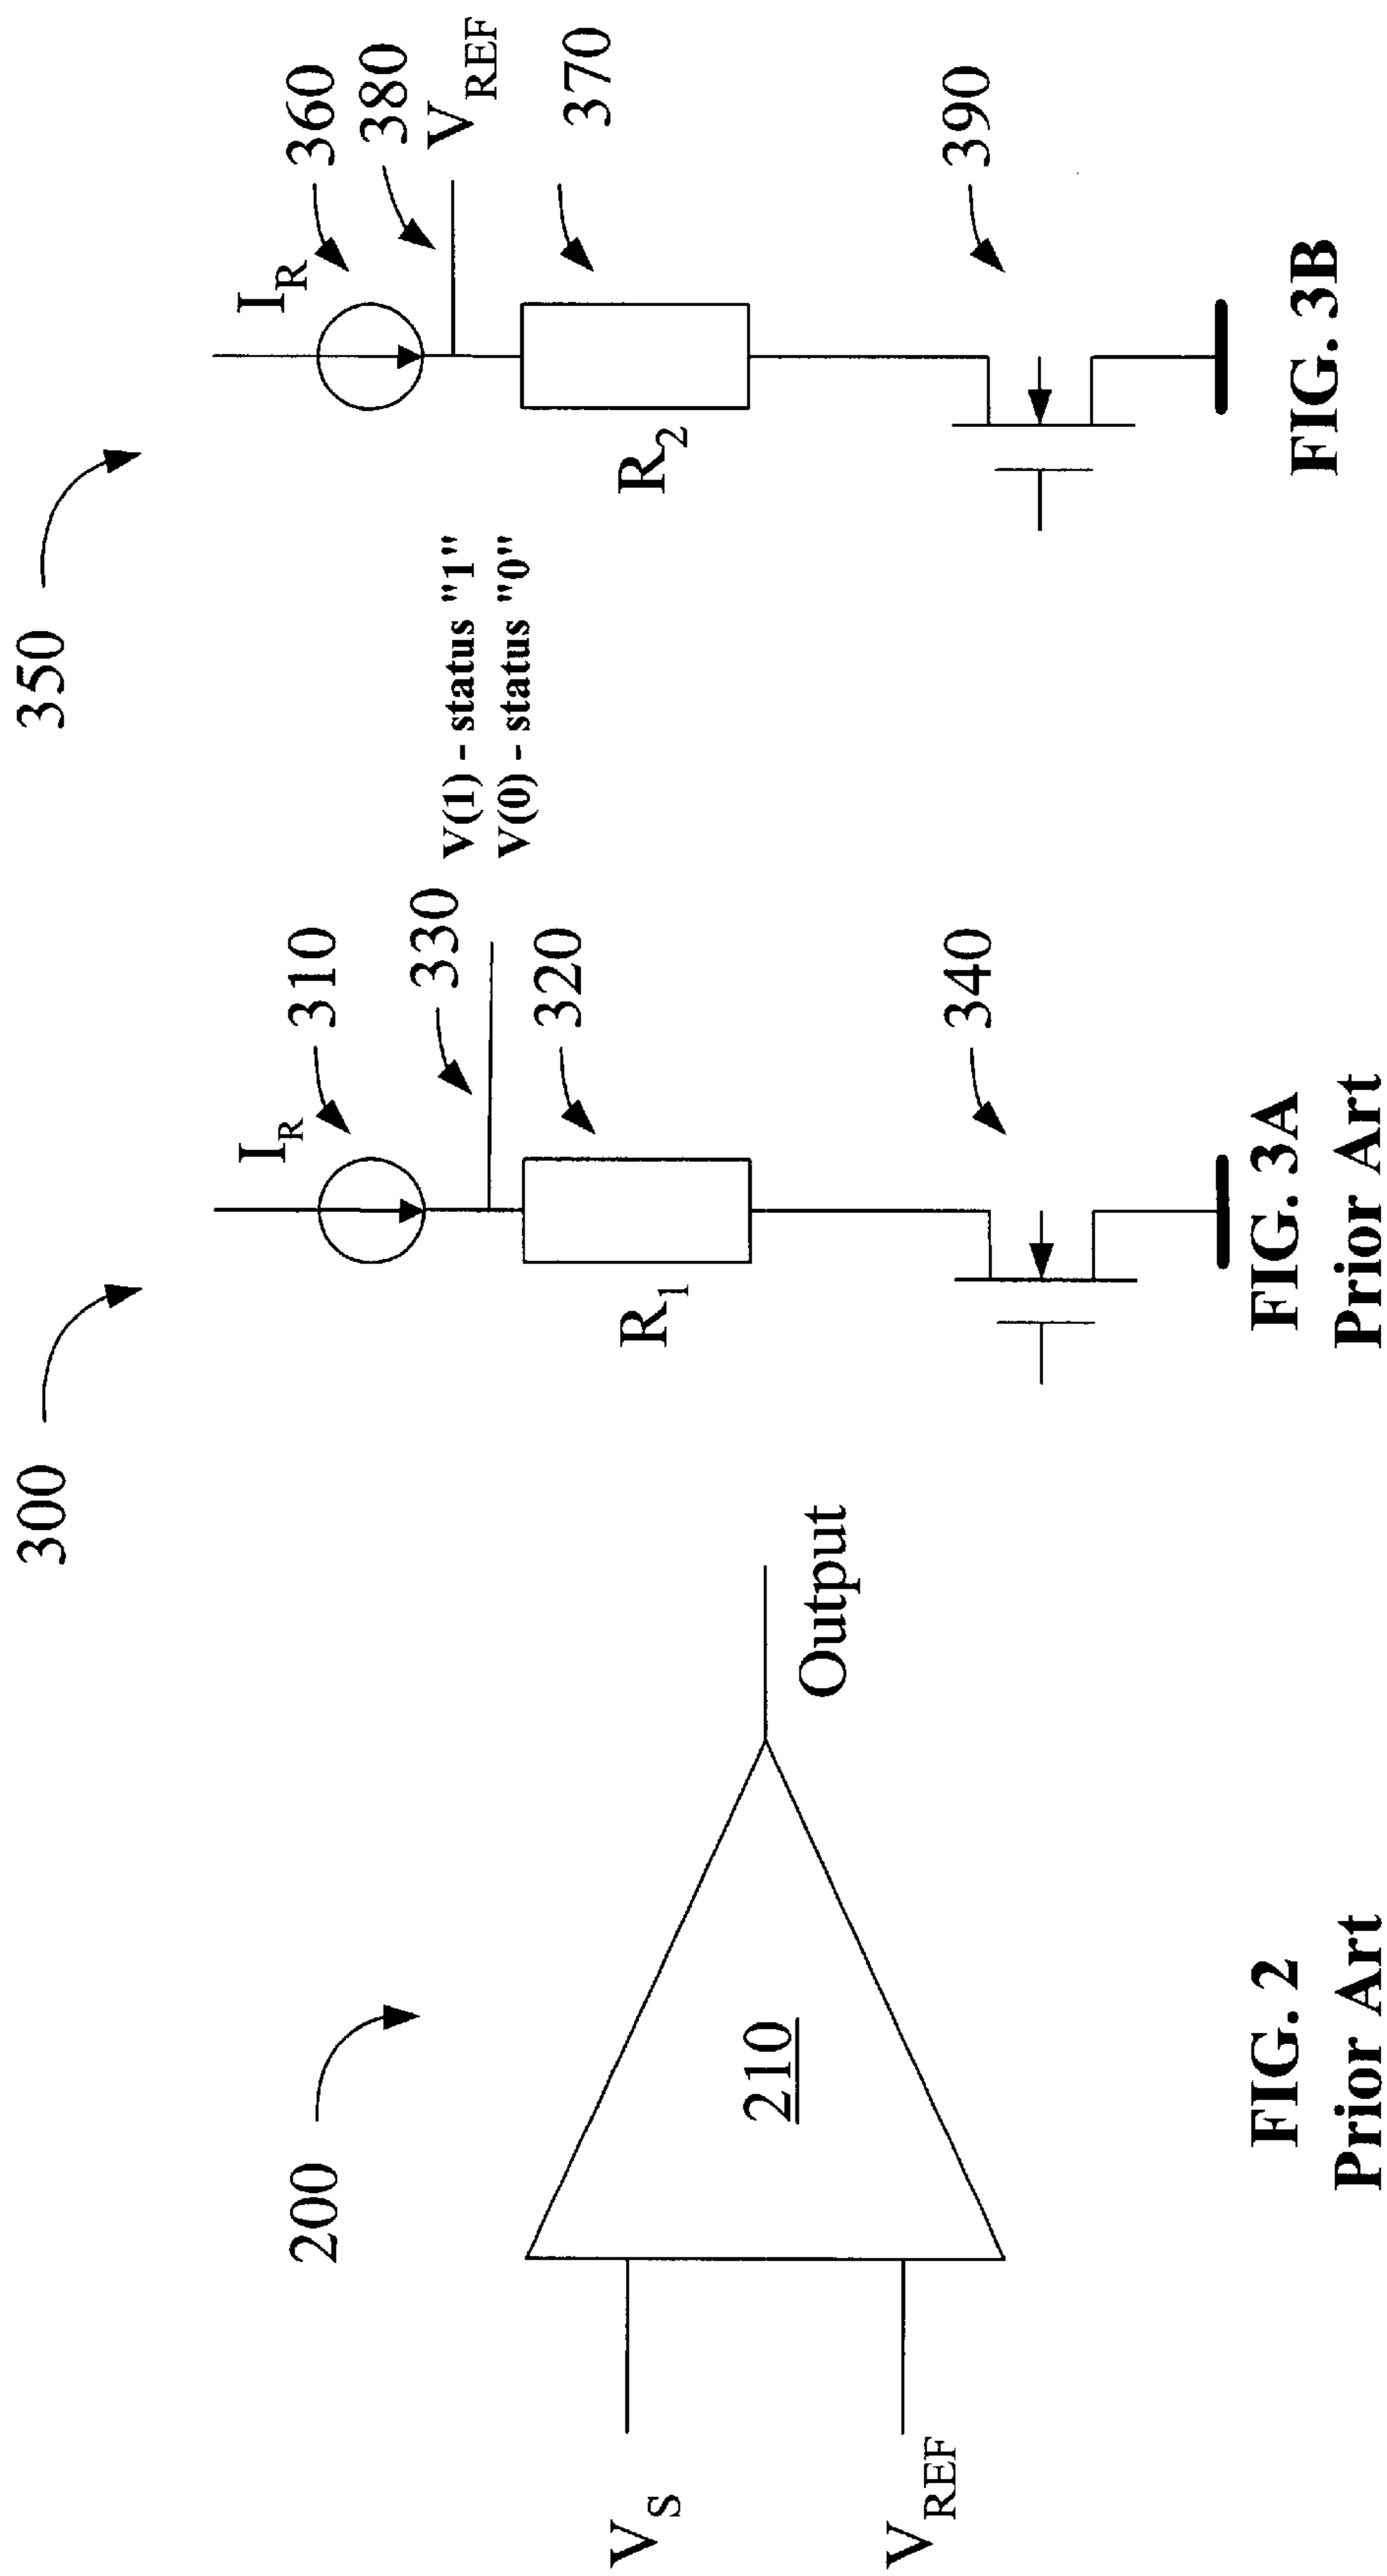 200
210
V_S
V_REF
Output
FIG. 2
Prior Art
300
I_R
310
330
V(1) - status "1"
V(0) - status "0"
320
R_1
340
FIG. 3A
Prior Art
350
I_R
360
380
V_REF
370
R_2
390
FIG. 3B